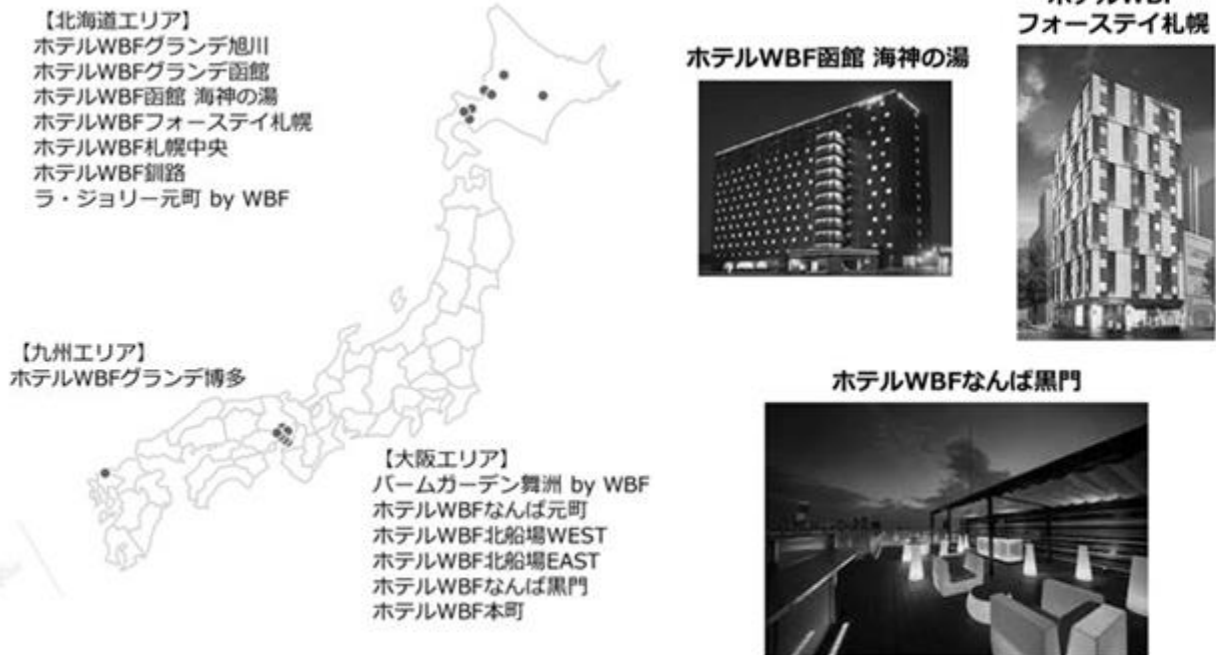 【北海道エリア】
ホテルWBFグランデ旭川
ホテルWBFグランデ函館
ホテルWBF函館 海神の湯
ホテルWBFフォーステイ札幌
ホテルWBF札幌中央
ホテルWBF釧路
ラ・ジョリー元町 by WBF
ホテルWBF函館 海神の湯
ホテルWBF
フォーステイ札幌
【九州エリア】
ホテルWBFグランデ博多
ホテルWBFなんば黒門
【大阪エリア】
パームガーデン舞洲 by WBF
ホテルWBFなんば元町
ホテルWBF北船場WEST
ホテルWBF北船場EAST
ホテルWBFなんば黒門
ホテルWBF本町